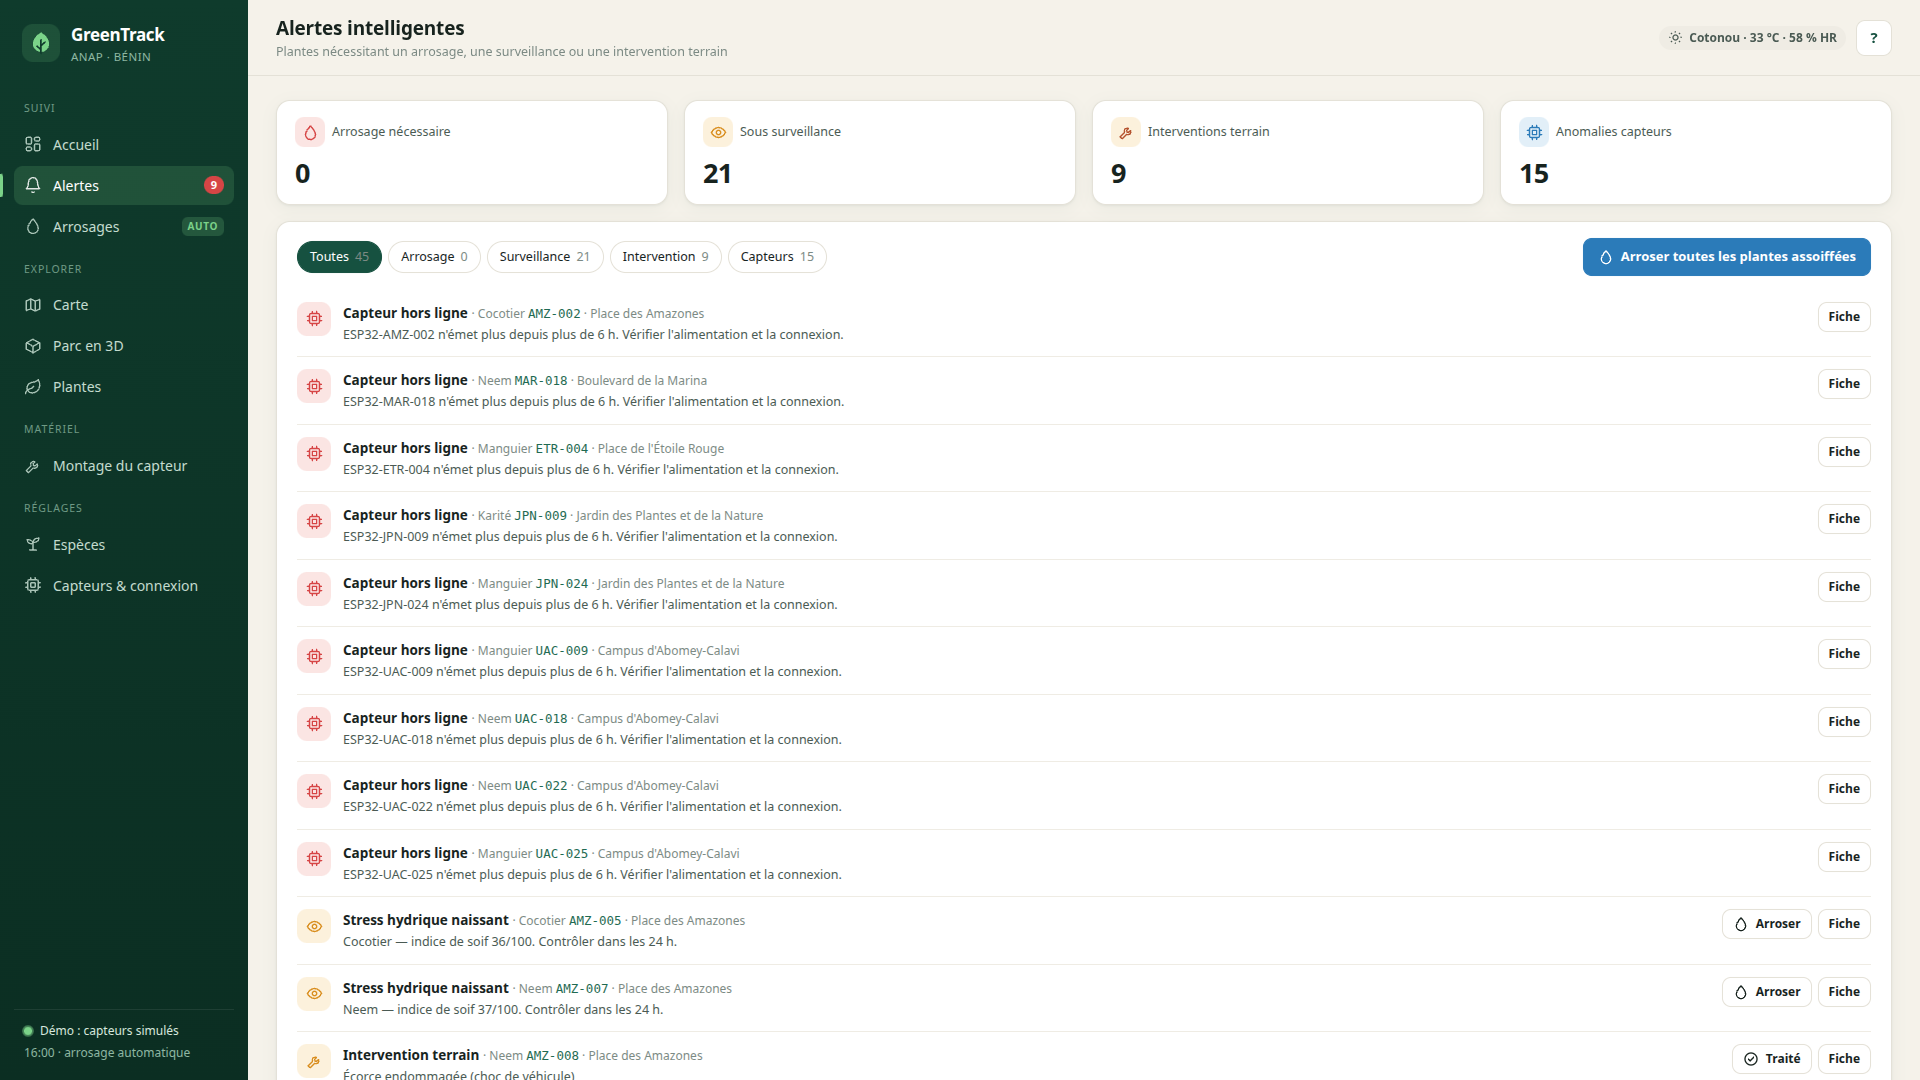 GreenTrack
ANAP · BÉNIN
SUIVI
Accueil
Alertes 9
Arrosages AUTO
EXPLORER
Carte
Parc en 3D
Plantes
MATÉRIEL
Montage du capteur
RÉGLAGES
Espèces
Capteurs & connexion
Démo : capteurs simulés
16:00 · arrosage automatique
Alertes intelligentes
Plantes nécessitant un arrosage, une surveillance ou une intervention terrain
Cotonou · 33 °C · 58 % HR
?
Arrosage nécessaire
0
Sous surveillance
21
Interventions terrain
9
Anomalies capteurs
15
Toutes 45 Arrosage 0 Surveillance 21 Intervention 9 Capteurs 15
Arroser toutes les plantes assoiffées
Capteur hors ligne · Cocotier AMZ-002 · Place des Amazones
ESP32-AMZ-002 n'émet plus depuis plus de 6 h. Vérifier l'alimentation et la connexion.
Fiche
Capteur hors ligne · Neem MAR-018 · Boulevard de la Marina
ESP32-MAR-018 n'émet plus depuis plus de 6 h. Vérifier l'alimentation et la connexion.
Fiche
Capteur hors ligne · Manguier ETR-004 · Place de l'Étoile Rouge
ESP32-ETR-004 n'émet plus depuis plus de 6 h. Vérifier l'alimentation et la connexion.
Fiche
Capteur hors ligne · Karité JPN-009 · Jardin des Plantes et de la Nature
ESP32-JPN-009 n'émet plus depuis plus de 6 h. Vérifier l'alimentation et la connexion.
Fiche
Capteur hors ligne · Manguier JPN-024 · Jardin des Plantes et de la Nature
ESP32-JPN-024 n'émet plus depuis plus de 6 h. Vérifier l'alimentation et la connexion.
Fiche
Capteur hors ligne · Manguier UAC-009 · Campus d'Abomey-Calavi
ESP32-UAC-009 n'émet plus depuis plus de 6 h. Vérifier l'alimentation et la connexion.
Fiche
Capteur hors ligne · Neem UAC-018 · Campus d'Abomey-Calavi
ESP32-UAC-018 n'émet plus depuis plus de 6 h. Vérifier l'alimentation et la connexion.
Fiche
Capteur hors ligne · Neem UAC-022 · Campus d'Abomey-Calavi
ESP32-UAC-022 n'émet plus depuis plus de 6 h. Vérifier l'alimentation et la connexion.
Fiche
Capteur hors ligne · Manguier UAC-025 · Campus d'Abomey-Calavi
ESP32-UAC-025 n'émet plus depuis plus de 6 h. Vérifier l'alimentation et la connexion.
Fiche
Stress hydrique naissant · Cocotier AMZ-005 · Place des Amazones
Cocotier — indice de soif 36/100. Contrôler dans les 24 h.
Arroser Fiche
Stress hydrique naissant · Neem AMZ-007 · Place des Amazones
Neem — indice de soif 37/100. Contrôler dans les 24 h.
Arroser Fiche
Intervention terrain · Neem AMZ-008 · Place des Amazones
Écorce endommagée (choc de véhicule)
Traité Fiche